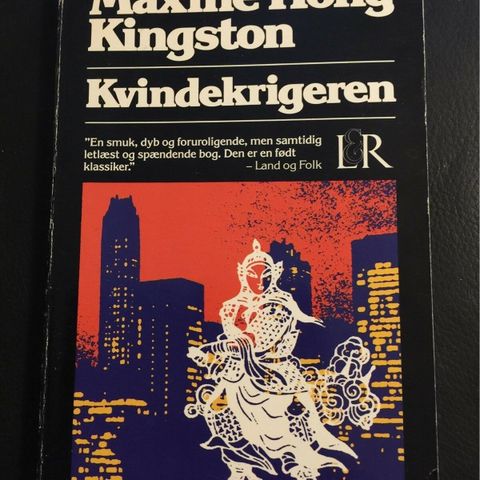 Maxine Hong
Kingston
Kvindekrigeren
"En smuk, dyb og foruroligende, men samtidig
letlæst og spændende bog. Den er en født
klassiker."
– Land og Folk
L&R